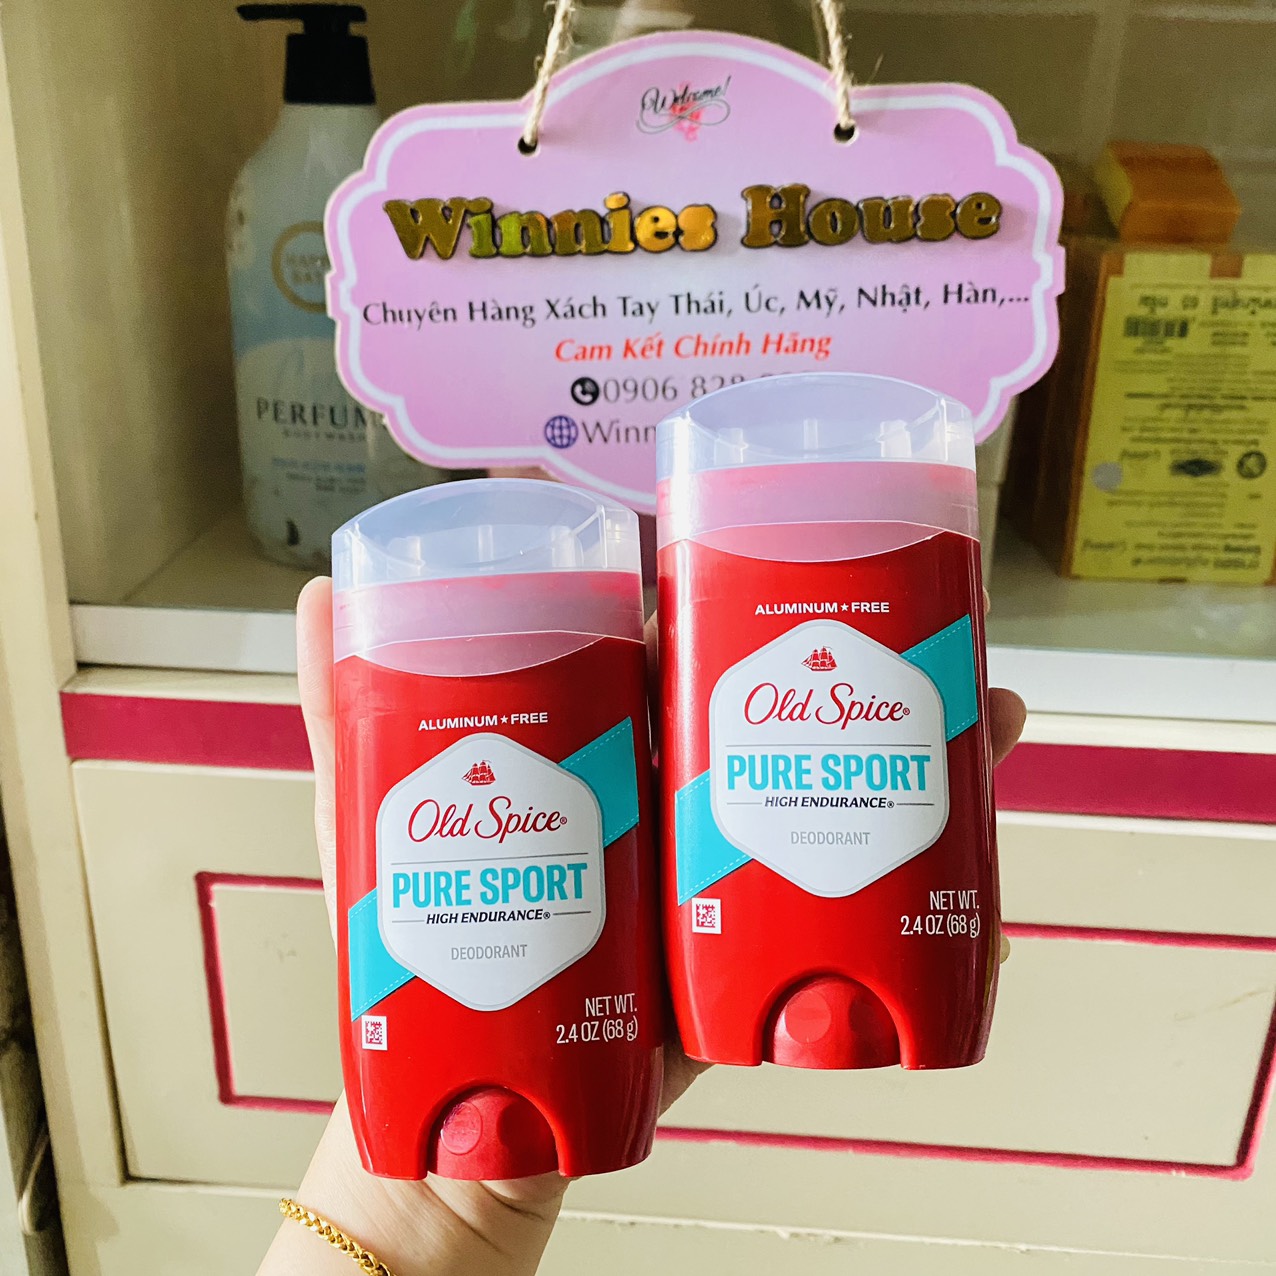 Welcome!
Winnies House
Chuyên Hàng Xách Tay Thái, Úc, Mỹ, Nhật, Hàn,...
Cam Kết Chính Hãng
0906 828
Winn
PERFUM
BODYWASH
ALUMINUM★FREE
Old Spice®
PURE SPORT
HIGH ENDURANCE®
DEODORANT
NET WT.
2.4 OZ (68 g)
ALUMINUM★FREE
Old Spice®
PURE SPORT
HIGH ENDURANCE®
DEODORANT
NET WT.
2.4 OZ (68 g)